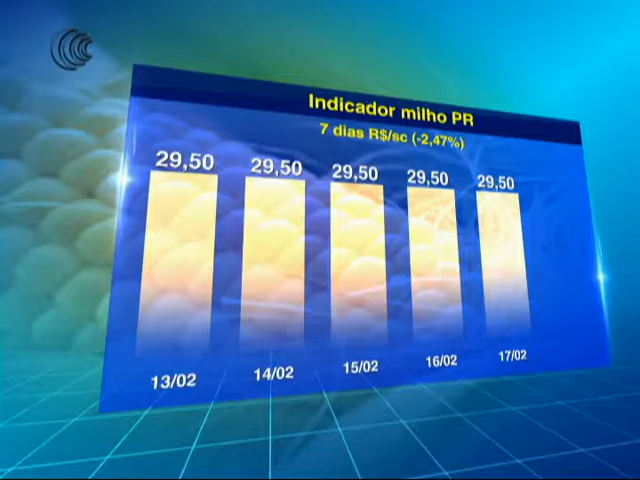 Indicador milho PR
7 dias R$/sc (-2,47%)
29,50 29,50 29,50 29,50 29,50
13/02 14/02 15/02 16/02 17/02